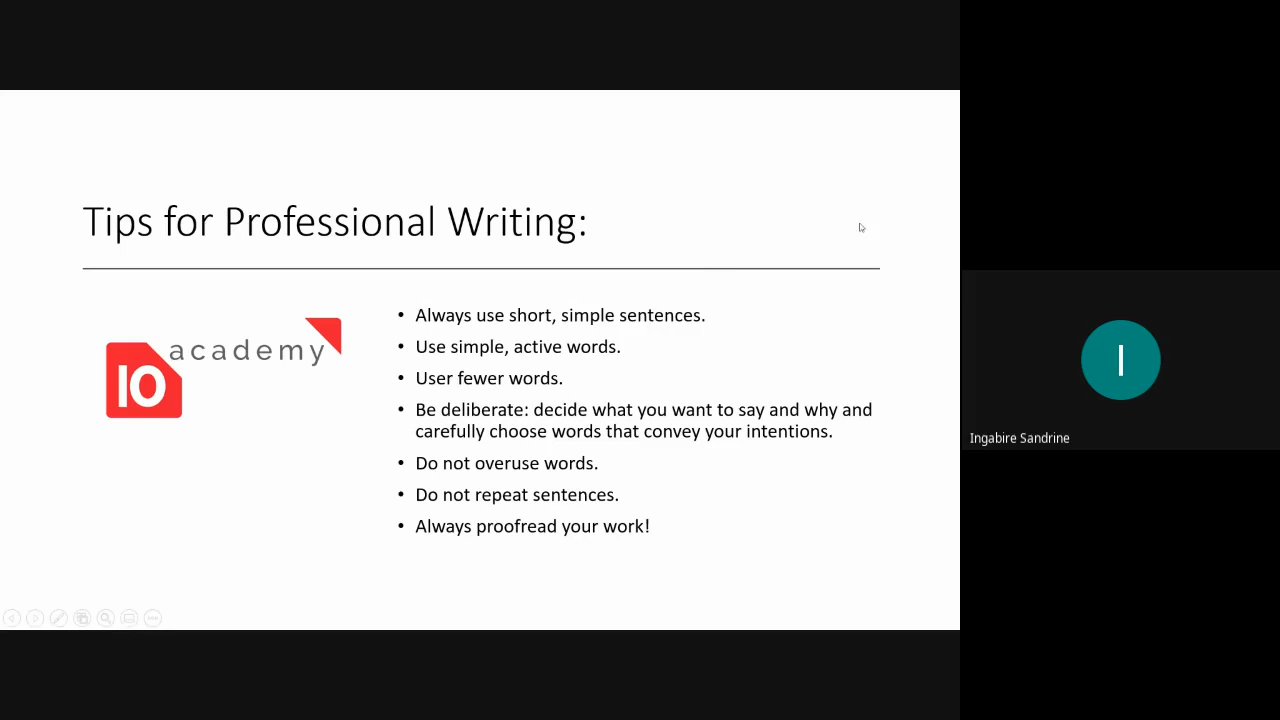 Tips for Professional Writing:
10 academy
• Always use short, simple sentences.
• Use simple, active words.
• User fewer words.
• Be deliberate: decide what you want to say and why and
carefully choose words that convey your intentions.
• Do not overuse words.
• Do not repeat sentences.
• Always proofread your work!
I
Ingabire Sandrine